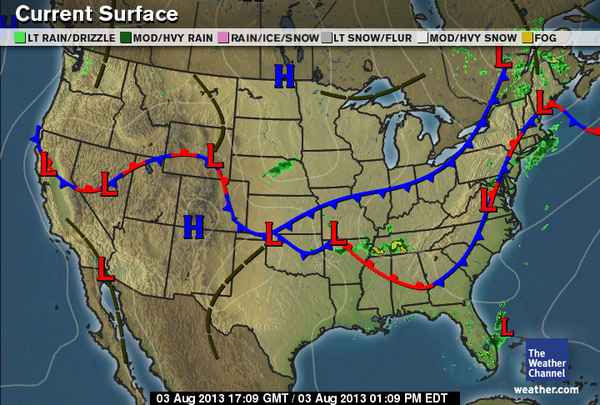 Current Surface
LT RAIN/DRIZZLE MOD/HVY RAIN RAIN/ICE/SNOW LT SNOW/FLUR MOD/HVY SNOW FOG
L
H
L
L
L
L
L
H
L
L
L
L
The Weather Channel
weather.com
03 Aug 2013 17:09 GMT / 03 Aug 2013 01:09 PM EDT